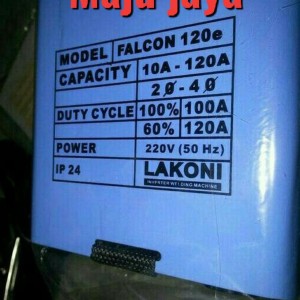 Maju jaya
MODEL FALCON 120e
CAPACITY 10A - 120A
2Ø - 4Ø
DUTY CYCLE 100% 100A
60% 120A
POWER 220V (50 Hz)
IP 24 LAKONI
INVERTER WELDING MACHINE